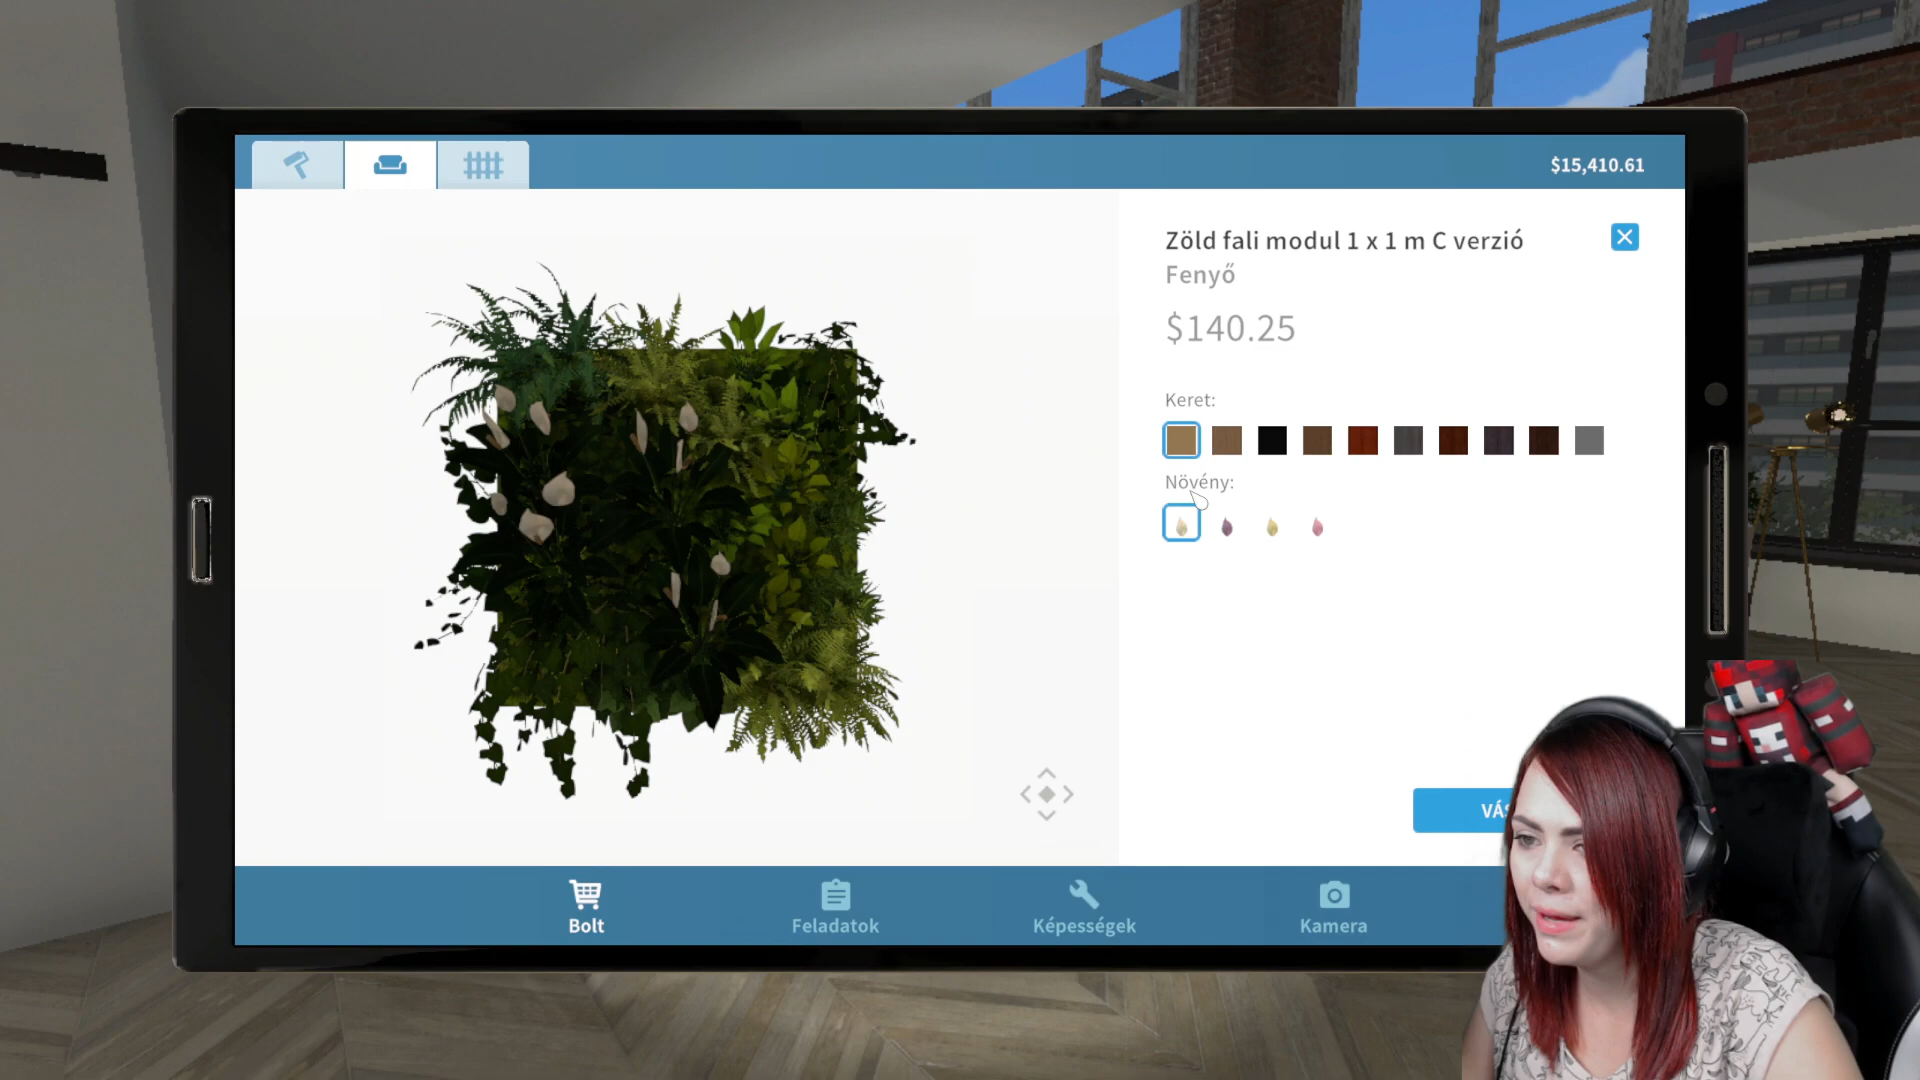 $15,410.61
Zöld fali modul 1 x 1 m C verzió
Fenyő
$140.25
Keret:
Növény:
Bolt
Feladatok
Képességek
Kamera